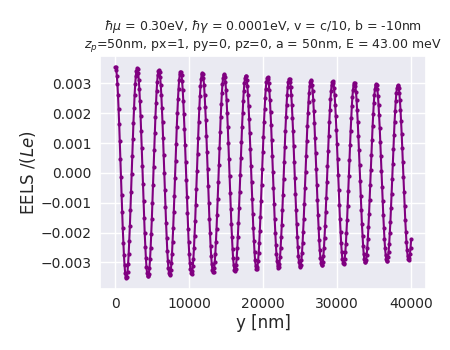 ħμ = 0.30eV, ħγ = 0.0001eV, v = c/10, b = -10nm
z_p=50nm, px=1, py=0, pz=0, a = 50nm, E = 43.00 meV
0.003
0.002
0.001
0.000
−0.001
−0.002
−0.003
EELS /(Le)
0 10000 20000 30000 40000
y [nm]